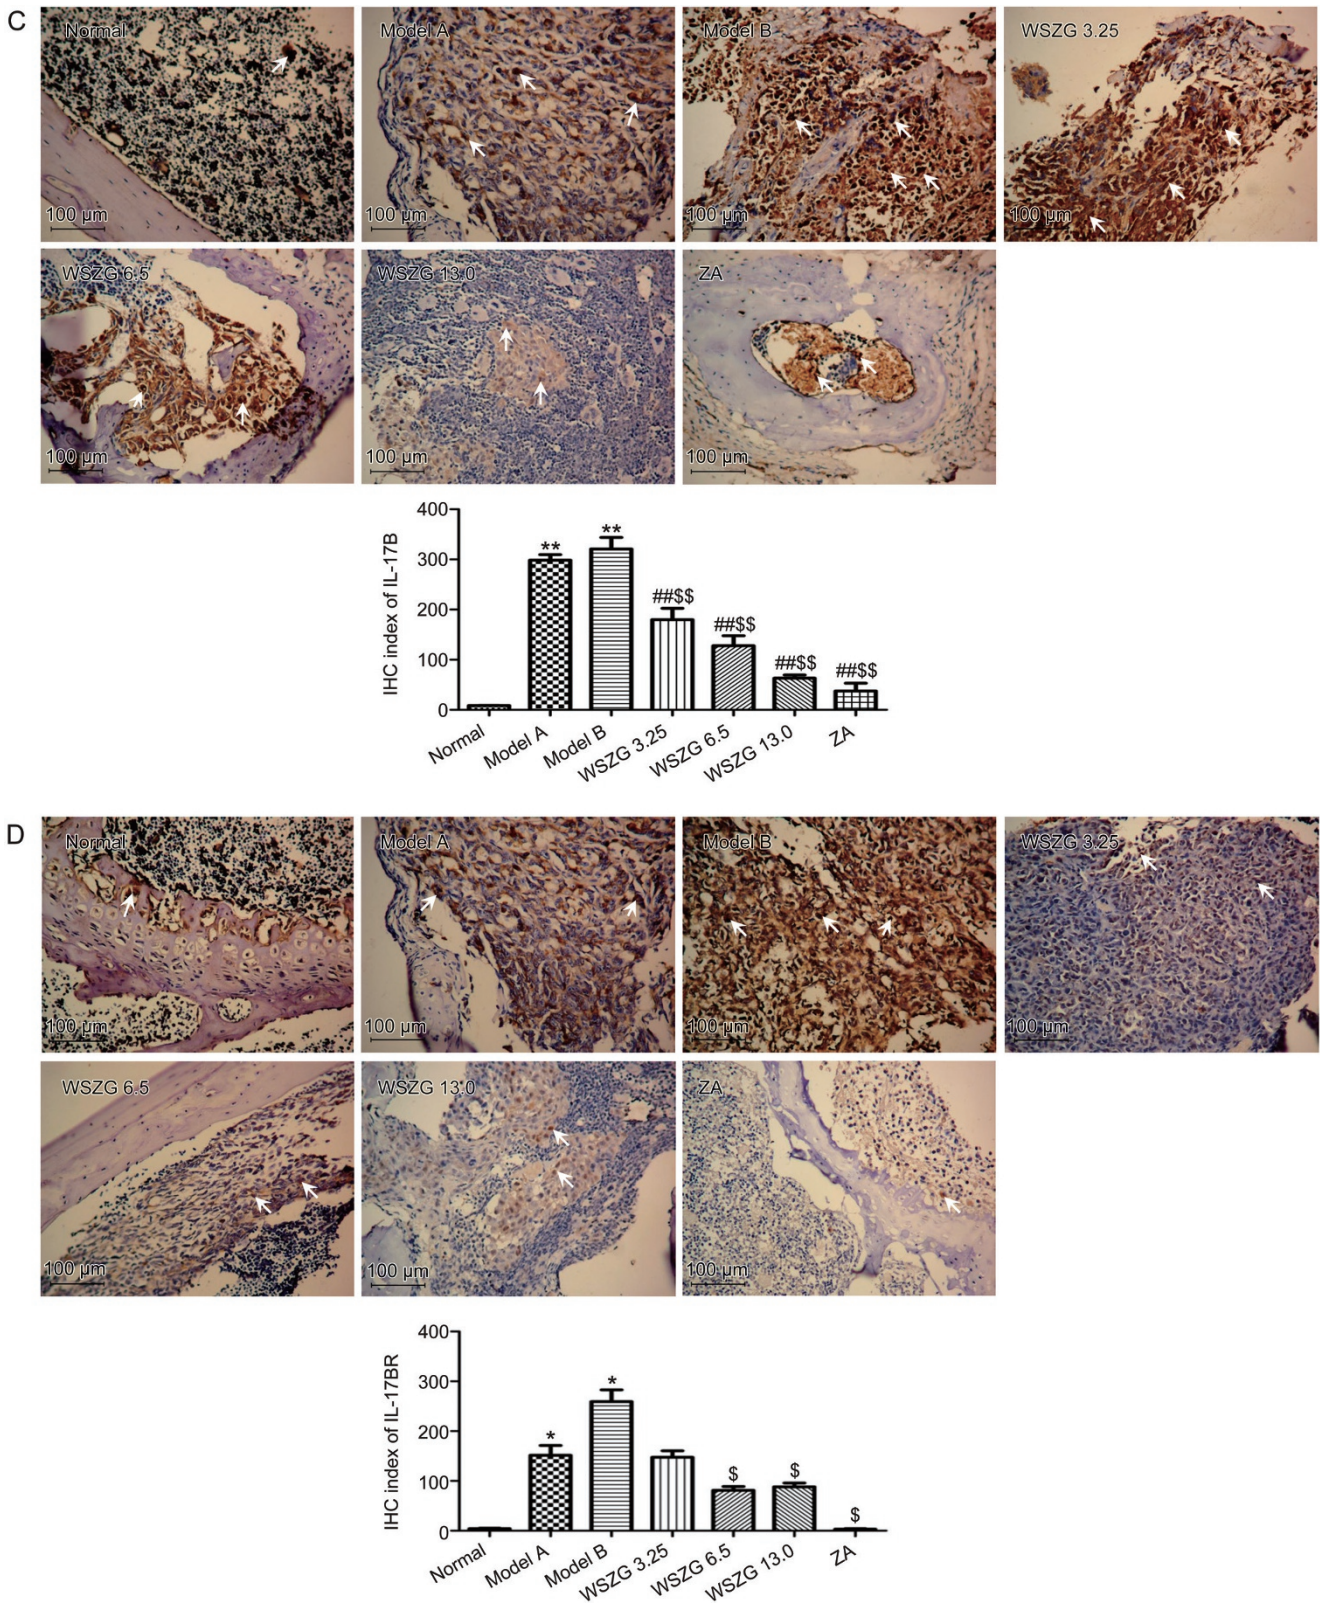 C
Normal
Model A
Model B
WSZG 3.25
100 µm
100 µm
100 µm
100 µm
WSZG 6.5
WSZG 13.0
ZA
100 µm
100 µm
100 µm
IHC index of IL-17B
400
300
200
100
0
**
**
##$$
##$$
##$$
##$$
Normal
Model A
Model B
WSZG 3.25
WSZG 6.5
WSZG 13.0
ZA
D
Normal
Model A
Model B
WSZG 3.25
100 µm
100 µm
100 µm
100 µm
WSZG 6.5
WSZG 13.0
ZA
100 µm
100 µm
100 µm
IHC index of IL-17BR
400
300
200
100
0
*
*
$
$
$
Normal
Model A
Model B
WSZG 3.25
WSZG 6.5
WSZG 13.0
ZA